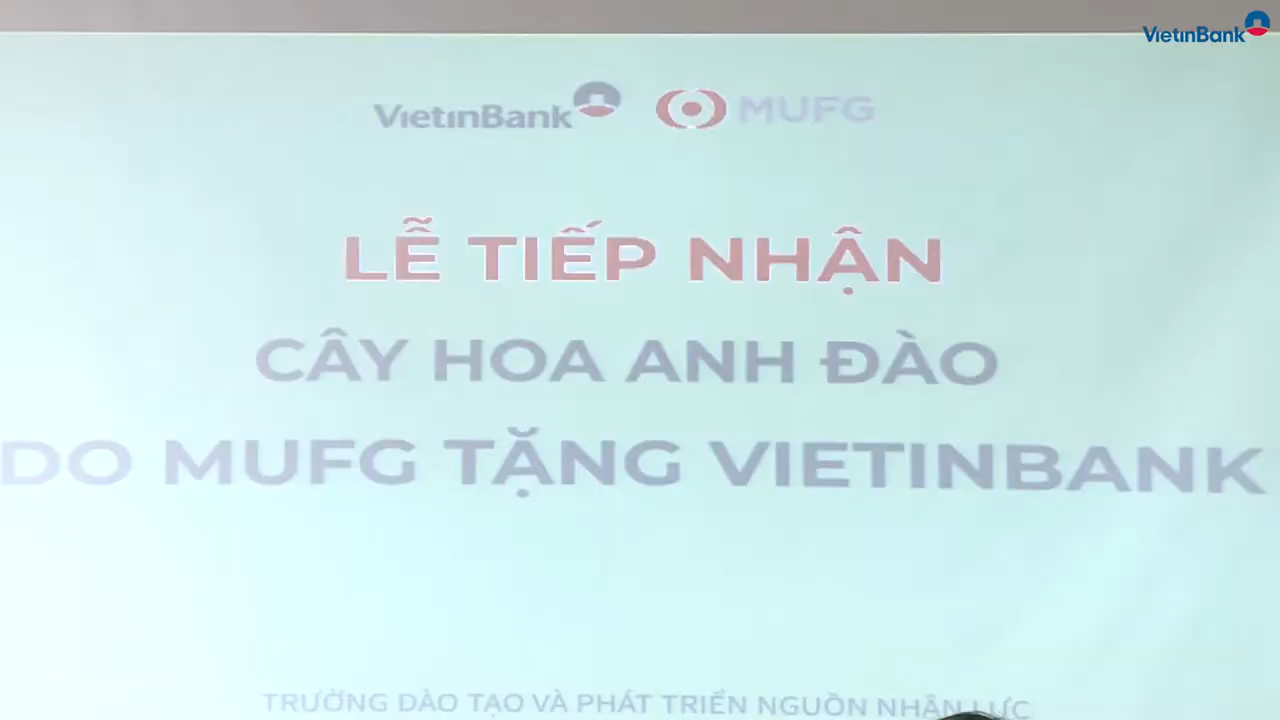 VietinBank
VietinBank MUFG
LỄ TIẾP NHẬN
CÂY HOA ANH ĐÀO
DO MUFG TẶNG VIETINBANK
TRƯỜNG ĐÀO TẠO VÀ PHÁT TRIỂN NGUỒN NHÂN LỰC